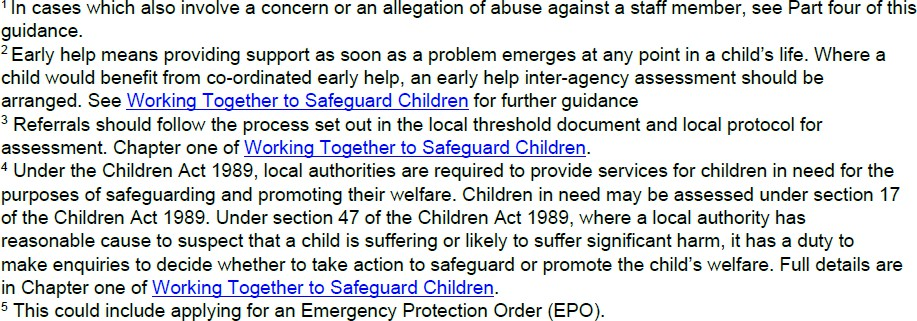 ¹ In cases which also involve a concern or an allegation of abuse against a staff member, see Part four of this
guidance.
² Early help means providing support as soon as a problem emerges at any point in a child's life. Where a
child would benefit from co-ordinated early help, an early help inter-agency assessment should be
arranged. See Working Together to Safeguard Children for further guidance
³ Referrals should follow the process set out in the local threshold document and local protocol for
assessment. Chapter one of Working Together to Safeguard Children.
⁴ Under the Children Act 1989, local authorities are required to provide services for children in need for the
purposes of safeguarding and promoting their welfare. Children in need may be assessed under section 17
of the Children Act 1989. Under section 47 of the Children Act 1989, where a local authority has
reasonable cause to suspect that a child is suffering or likely to suffer significant harm, it has a duty to
make enquiries to decide whether to take action to safeguard or promote the child's welfare. Full details are
in Chapter one of Working Together to Safeguard Children.
⁵ This could include applying for an Emergency Protection Order (EPO).